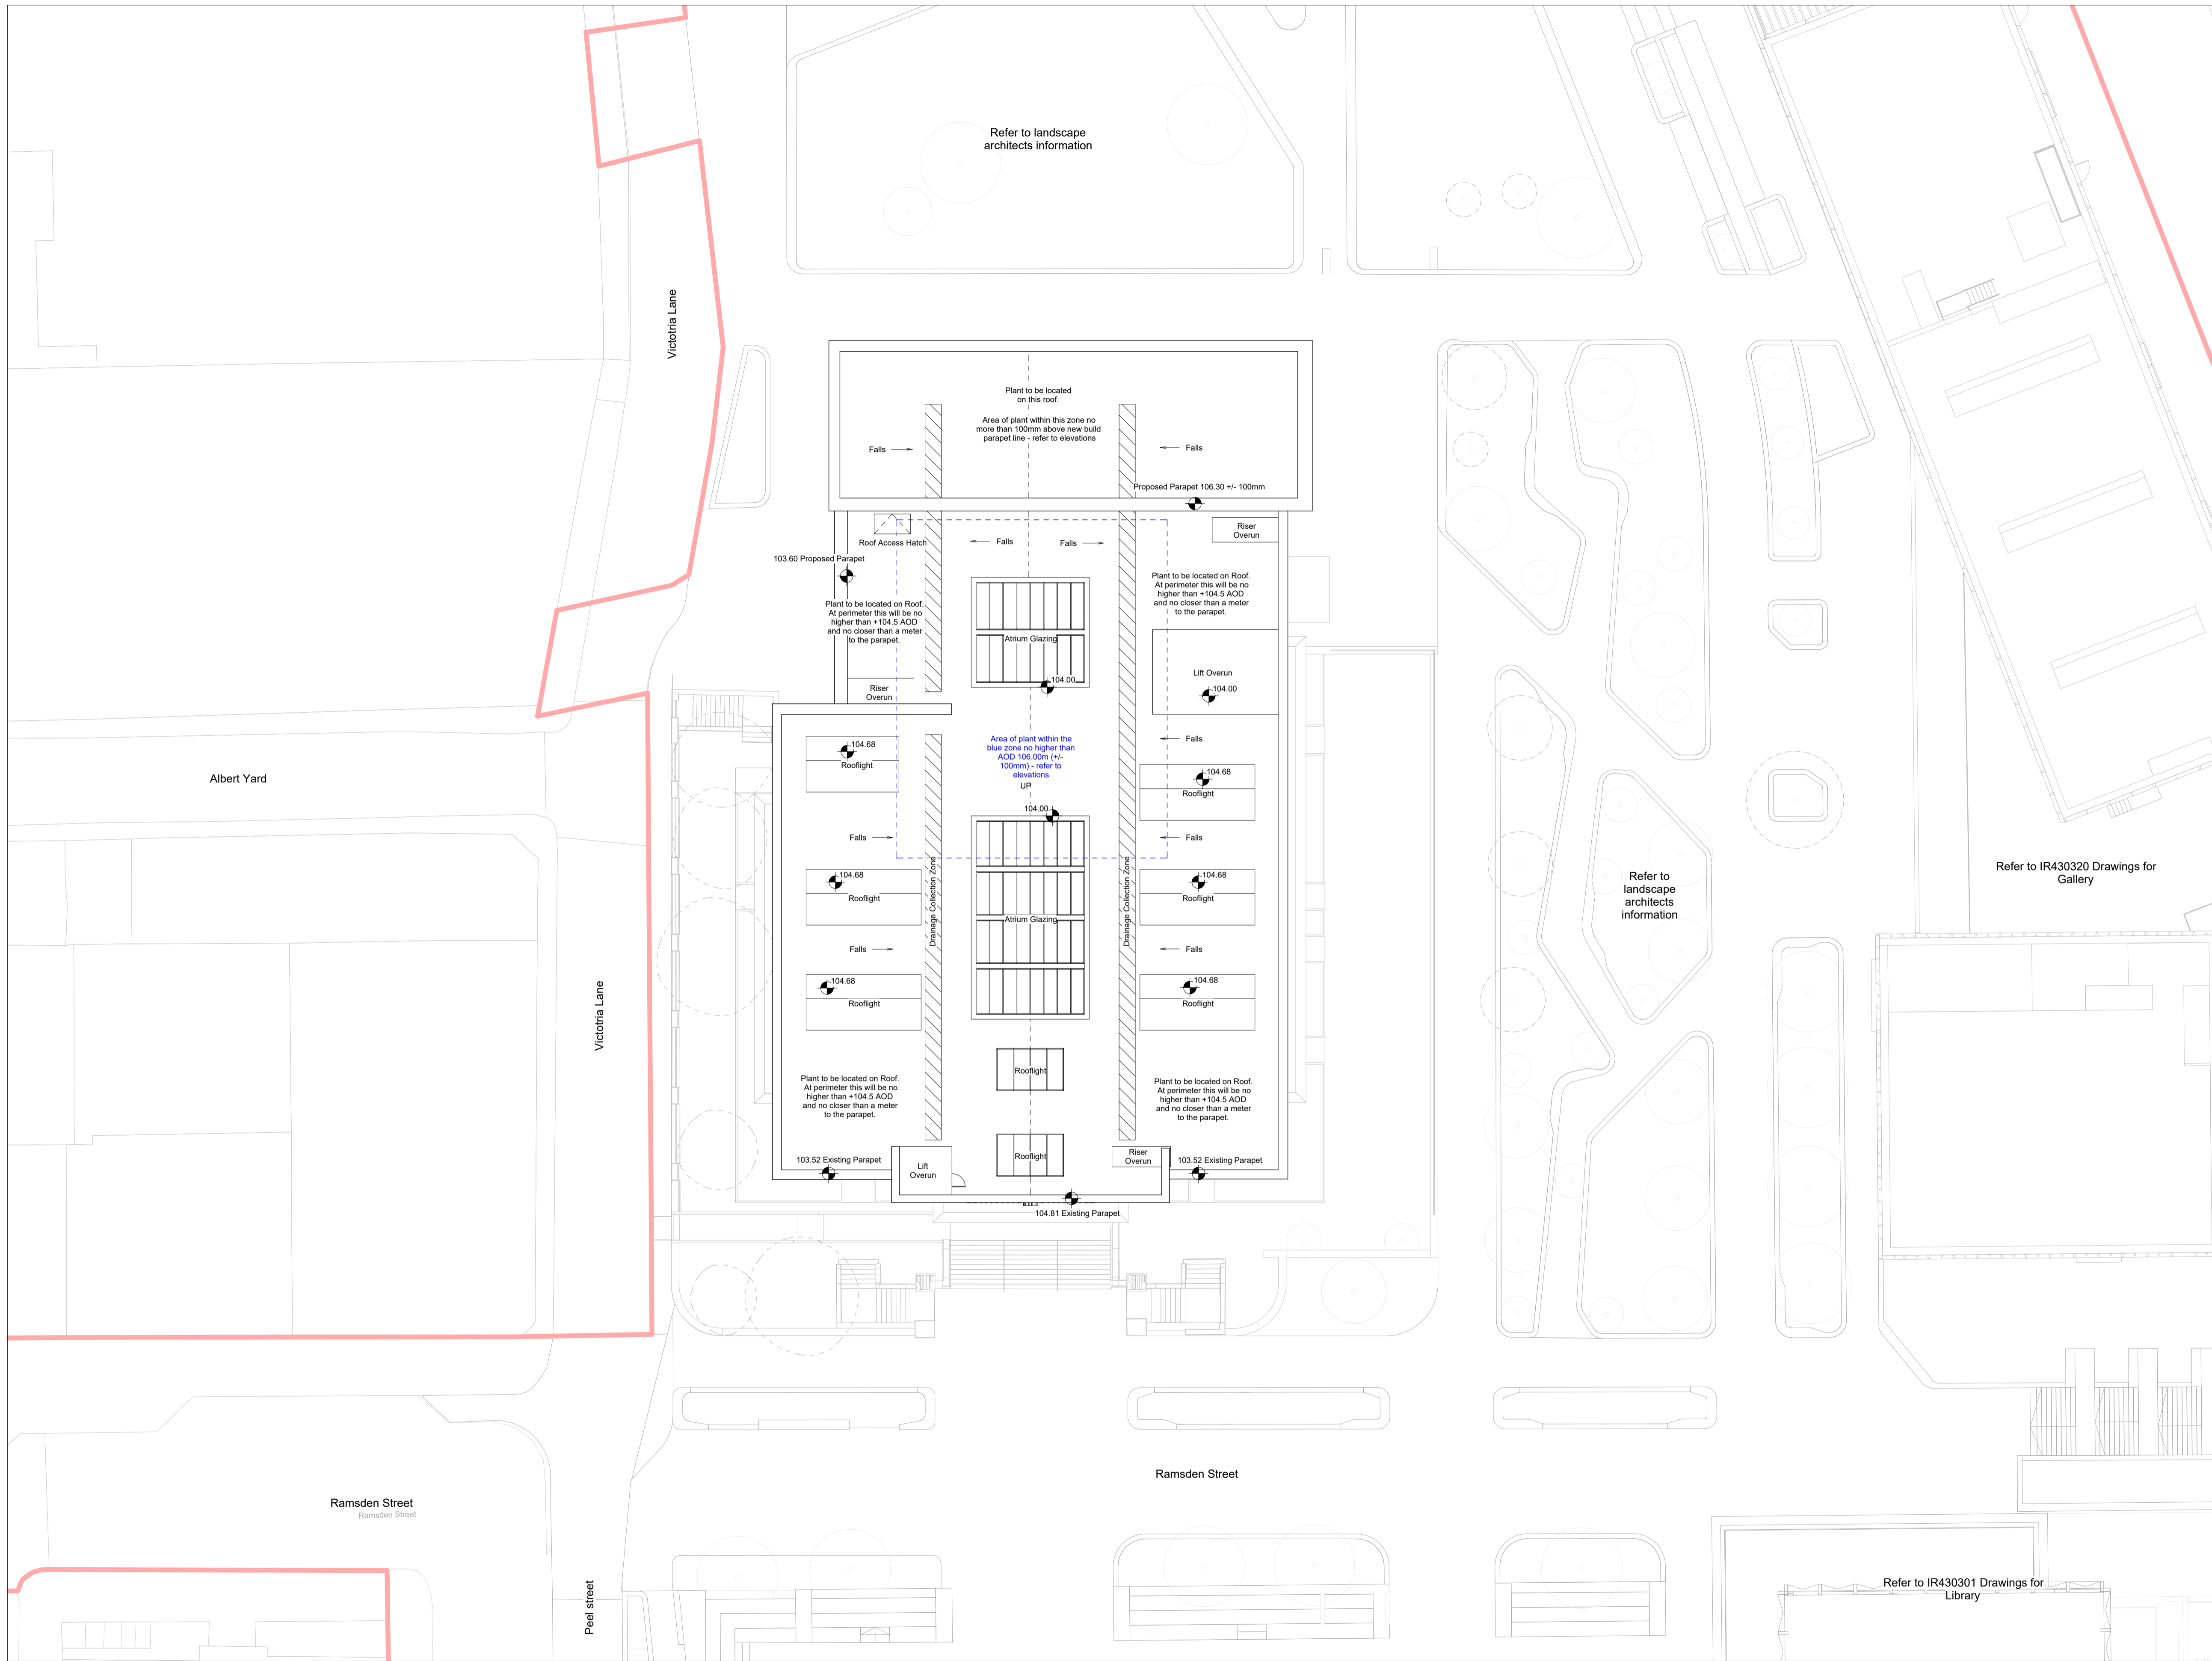 Refer to landscape
architects information
Victotria Lane
Plant to be located
on this roof.
Area of plant within this zone no
more than 100mm above new build
parapet line - refer to elevations
Falls
Falls
Proposed Parapet 106.30 +/- 100mm
Riser
Overun
Roof Access Hatch
Falls
Falls
103.60 Proposed Parapet
Plant to be located on Roof.
At perimeter this will be no
higher than +104.5 AOD
and no closer than a meter
to the parapet.
Plant to be located on Roof.
At perimeter this will be no
higher than +104.5 AOD
and no closer than a meter
to the parapet.
Atrium Glazing
104.00
Lift Overun
104.00
Riser
Overun
Area of plant within the
blue zone no higher than
AOD 106.00m (+/-
100mm) - refer to
elevations
UP
Falls
104.68
Rooflight
104.68
Rooflight
Albert Yard
104.00
Falls
Falls
104.68
Rooflight
Drainage Collection Zone
Atrium Glazing
Drainage Collection Zone
104.68
Rooflight
Refer to
landscape
architects
information
Refer to IR430320 Drawings for
Gallery
Falls
Falls
104.68
Rooflight
104.68
Rooflight
Victotria Lane
Rooflight
Plant to be located on Roof.
At perimeter this will be no
higher than +104.5 AOD
and no closer than a meter
to the parapet.
Plant to be located on Roof.
At perimeter this will be no
higher than +104.5 AOD
and no closer than a meter
to the parapet.
Rooflight
103.52 Existing Parapet
Lift
Overun
Riser
Overun
103.52 Existing Parapet
104.81 Existing Parapet
Ramsden Street
Ramsden Street
Ramsden Street
Peel street
Refer to IR430301 Drawings for
Library